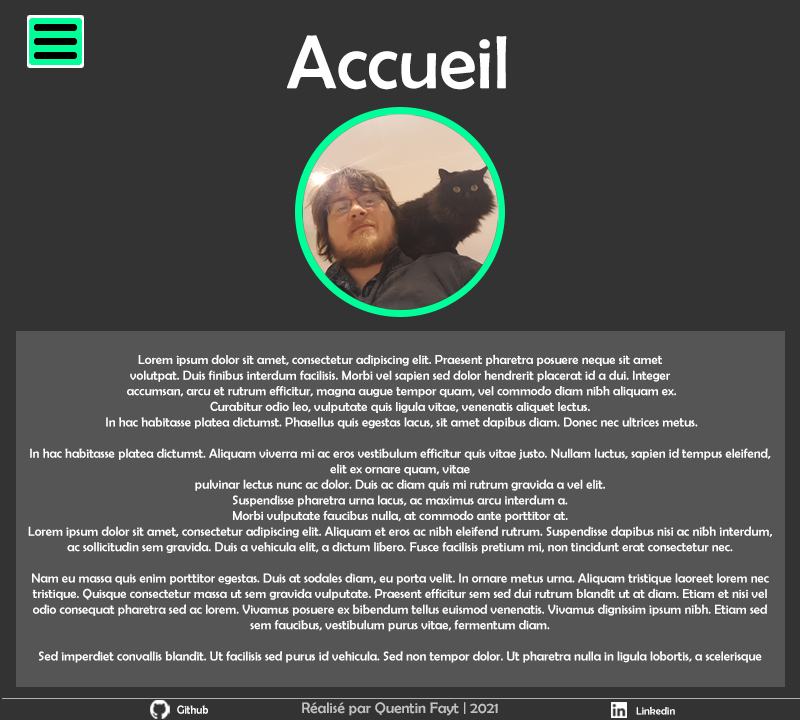 Accueil
Lorem ipsum dolor sit amet, consectetur adipiscing elit. Praesent pharetra posuere neque sit amet
volutpat. Duis finibus interdum facilisis. Morbi vel sapien sed dolor hendrerit placerat id a dui. Integer
accumsan, arcu et rutrum efficitur, magna augue tempor quam, vel commodo diam nibh aliquam ex.
Curabitur odio leo, vulputate quis ligula vitae, venenatis aliquet lectus.
In hac habitasse platea dictumst. Phasellus quis egestas lacus, sit amet dapibus diam. Donec nec ultrices metus.
In hac habitasse platea dictumst. Aliquam viverra mi ac eros vestibulum efficitur quis vitae justo. Nullam luctus, sapien id tempus eleifend,
elit ex ornare quam, vitae
pulvinar lectus nunc ac dolor. Duis ac diam quis mi rutrum gravida a vel elit.
Suspendisse pharetra urna lacus, ac maximus arcu interdum a.
Morbi vulputate faucibus nulla, at commodo ante porttitor at.
Lorem ipsum dolor sit amet, consectetur adipiscing elit. Aliquam et eros ac nibh eleifend rutrum. Suspendisse dapibus nisi ac nibh interdum,
ac sollicitudin sem gravida. Duis a vehicula elit, a dictum libero. Fusce facilisis pretium mi, non tincidunt erat consectetur nec.
Nam eu massa quis enim porttitor egestas. Duis at sodales diam, eu porta velit. In ornare metus urna. Aliquam tristique laoreet lorem nec
tristique. Quisque consectetur massa ut sem gravida vulputate. Praesent efficitur sem sed dui rutrum blandit ut at diam. Etiam et nisi vel
odio consequat pharetra sed ac lorem. Vivamus posuere ex bibendum tellus euismod venenatis. Vivamus dignissim ipsum nibh. Etiam sed
sem faucibus, vestibulum purus vitae, fermentum diam.
Sed imperdiet convallis blandit. Ut facilisis sed purus id vehicula. Sed non tempor dolor. Ut pharetra nulla in ligula lobortis, a scelerisque
Github
Réalisé par Quentin Fayt | 2021
in
Linkedin